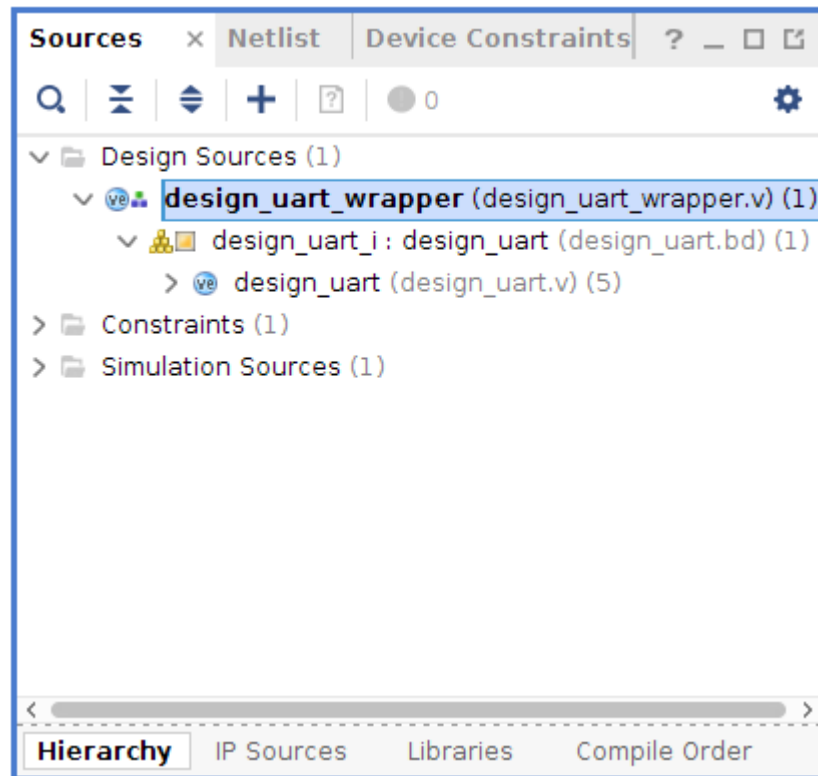 Sources × Netlist Device Constraints ? _
0
Design Sources (1)
design_uart_wrapper (design_uart_wrapper.v) (1)
design_uart_i : design_uart (design_uart.bd) (1)
design_uart (design_uart.v) (5)
Constraints (1)
Simulation Sources (1)
Hierarchy IP Sources Libraries Compile Order